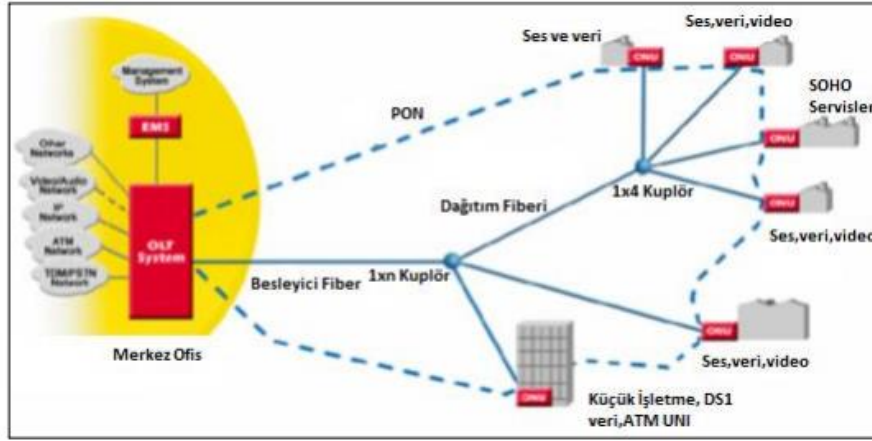 Ses ve veri
Ses,veri,video
ONU
ONU
Management
System
EMS
PON
SOHO
Servisler
ONU
Other
Networks
Video/Audio
Network
IP
Network
ATM
Network
TDM/PSTN
Network
OLT
System
Dağıtım Fiberi
1x4 Kuplör
ONU
Ses,veri,video
Besleyici Fiber
1xn Kuplör
Merkez Ofis
ONU
Ses,veri,video
ONU
Küçük İşletme, DS1
veri,ATM UNI